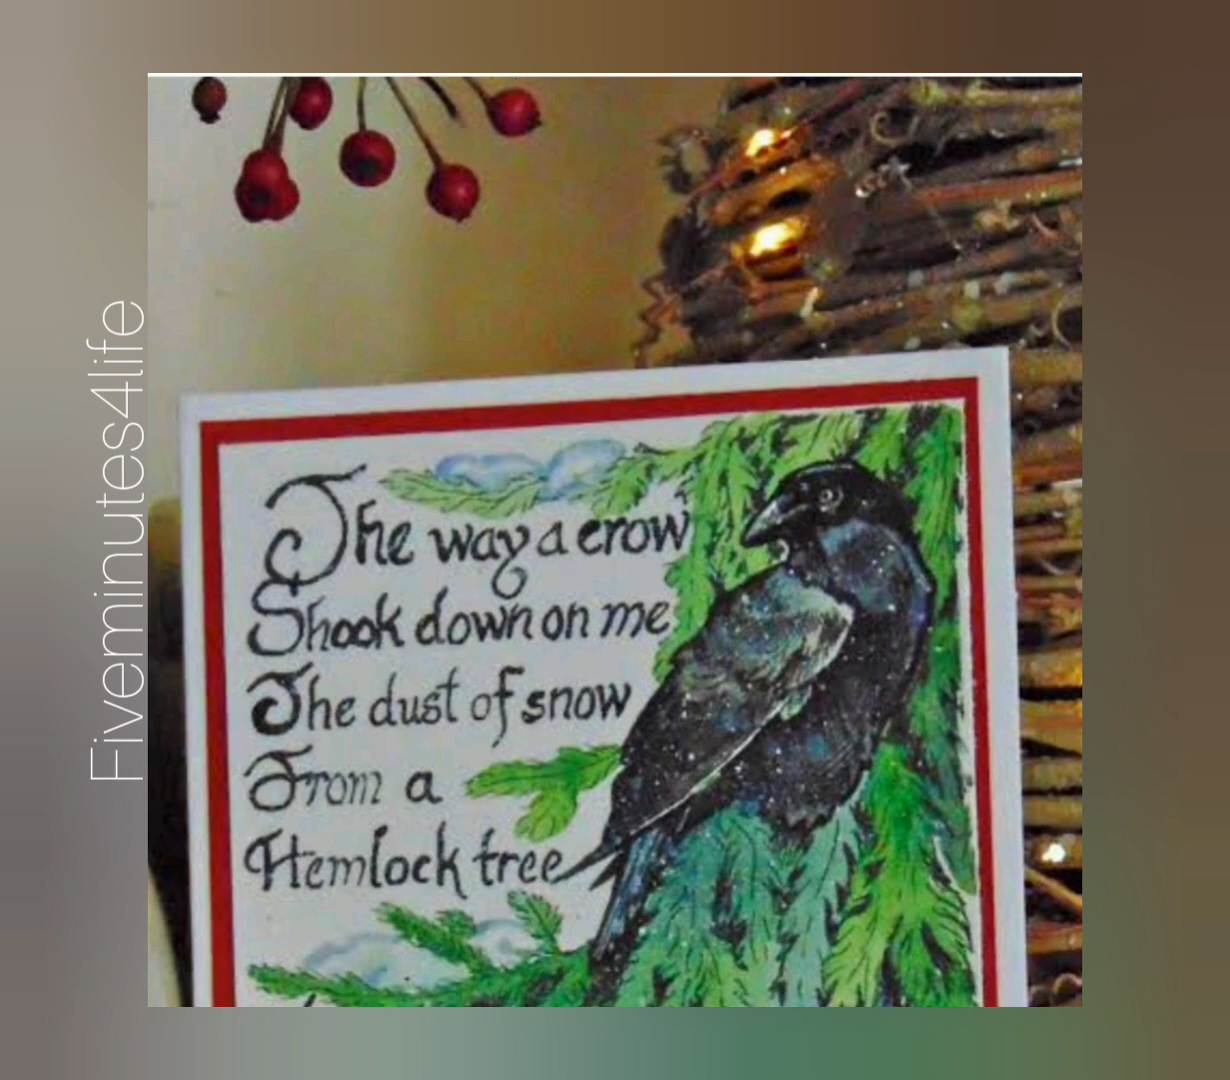 The way a crow
Shook down on me
The dust of snow
From a
Hemlock tree
Fiveminutes4life